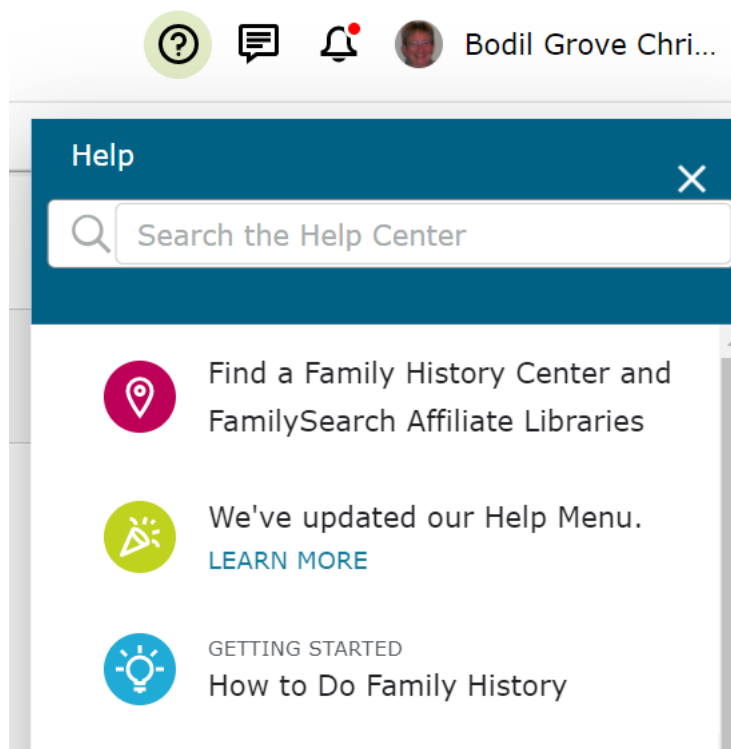 Bodil Grove Chri...
Help
Search the Help Center
Find a Family History Center and
FamilySearch Affiliate Libraries
We've updated our Help Menu.
LEARN MORE
GETTING STARTED
How to Do Family History